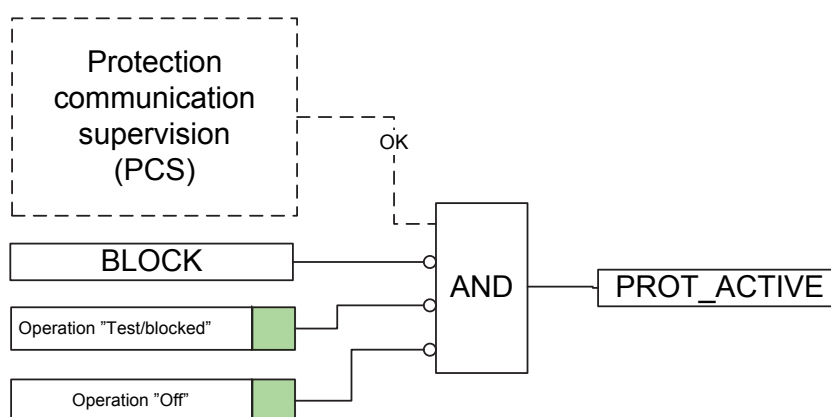 Protection
communication
supervision
(PCS)
OK
BLOCK
AND
PROT_ACTIVE
Operation ”Test/blocked”
Operation ”Off”